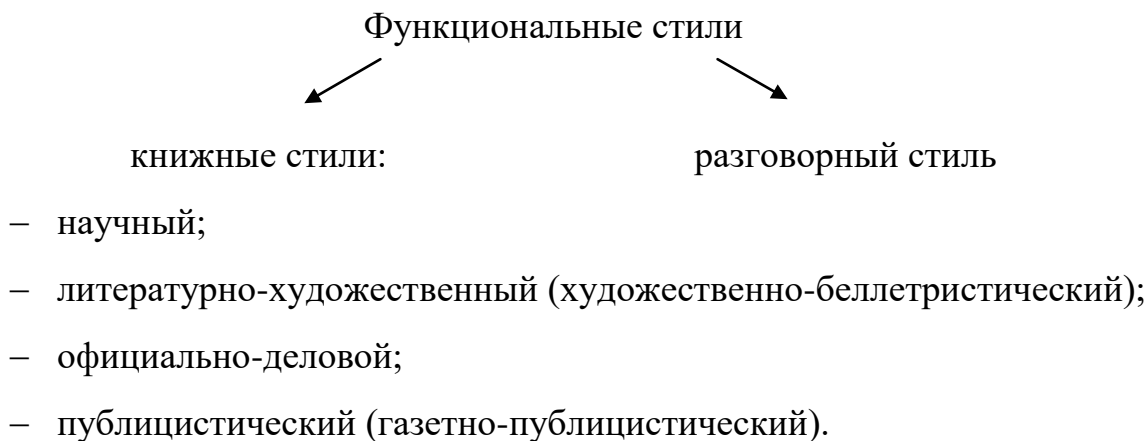 Функциональные стили
книжные стили: разговорный стиль
– научный;
– литературно-художественный (художественно-беллетристический);
– официально-деловой;
– публицистический (газетно-публицистический).